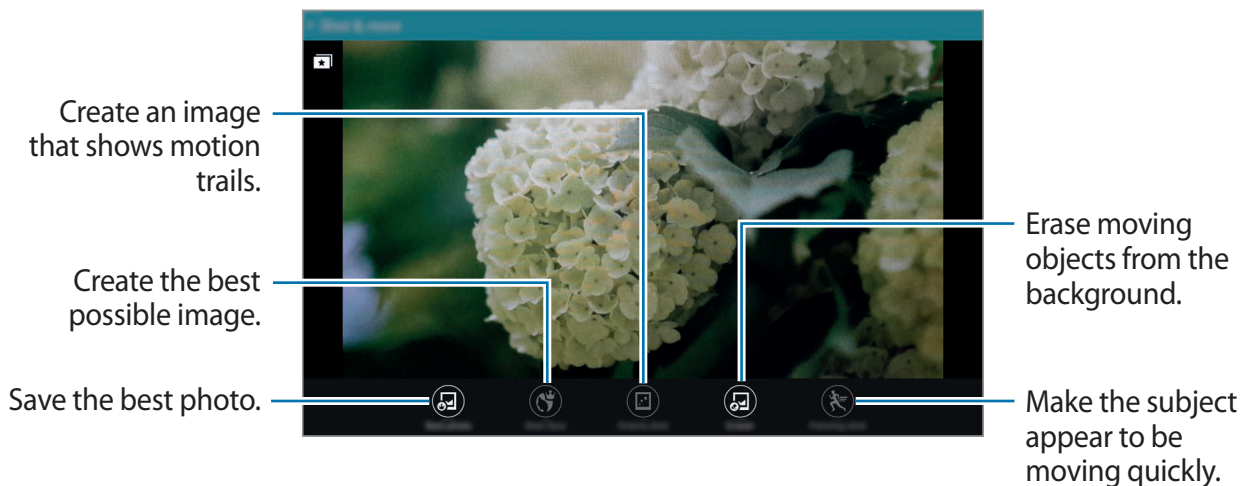 Create an image
that shows motion
trails.
Create the best
possible image.
Save the best photo.
Erase moving
objects from the
background.
Make the subject
appear to be
moving quickly.